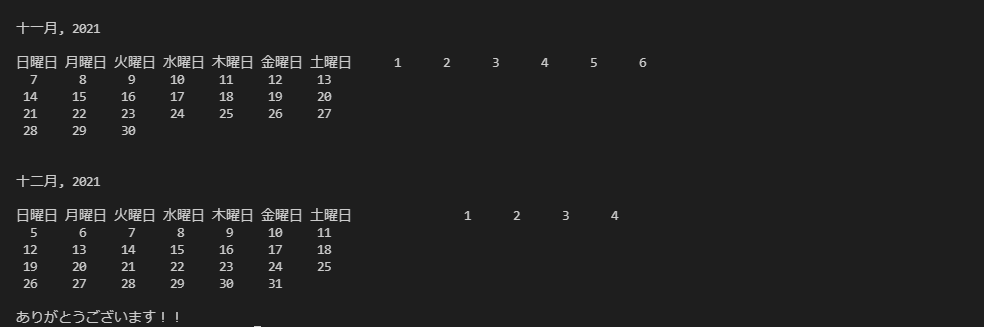 十一月, 2021
日曜日 月曜日 火曜日 水曜日 木曜日 金曜日 土曜日 1 2 3 4 5 6
7 8 9 10 11 12 13
14 15 16 17 18 19 20
21 22 23 24 25 26 27
28 29 30
十二月, 2021
日曜日 月曜日 火曜日 水曜日 木曜日 金曜日 土曜日 1 2 3 4
5 6 7 8 9 10 11
12 13 14 15 16 17 18
19 20 21 22 23 24 25
26 27 28 29 30 31
ありがとうございます！！